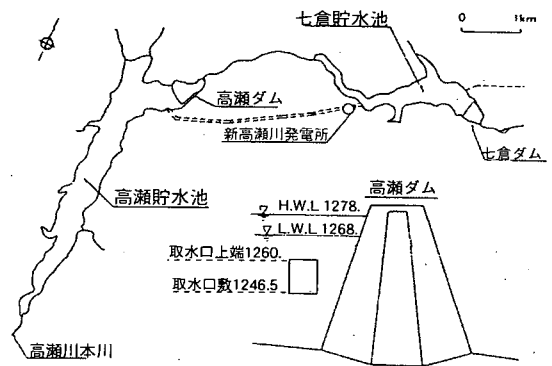 七倉貯水池
0 1km
高瀬ダム
新高瀬川発電所
七倉ダム
高瀬貯水池
高瀬ダム
H.W.L 1278.
L.W.L 1268.
取水口上端1260.
取水口敷1246.5
高瀬川本川